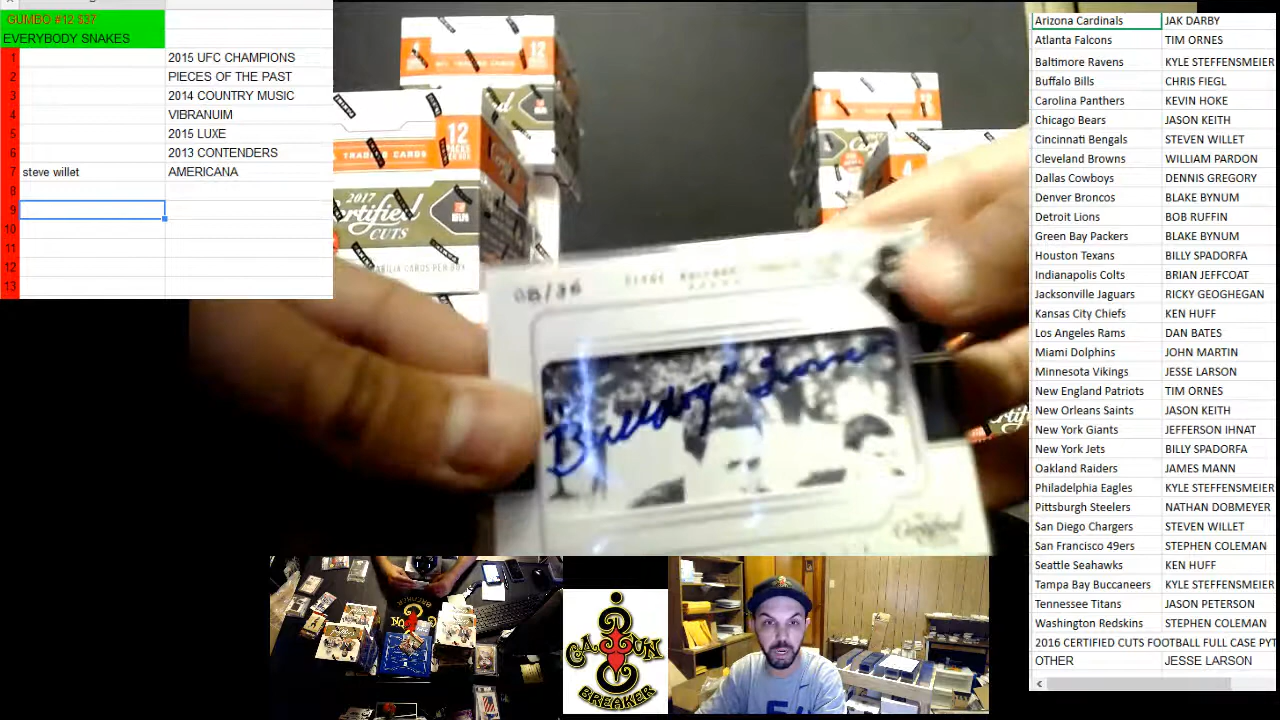 GUMBO #12 $37
EVERYBODY SNAKES
1 2015 UFC CHAMPIONS
2 PIECES OF THE PAST
3 2014 COUNTRY MUSIC
4 VIBRANUIM
5 2015 LUXE
6 2013 CONTENDERS
7 steve willet AMERICANA
8
9
10
11
12
13
12
12
PACKS
TRADING CARDS
2017
Certified
CUTS
08/36
"Bulldog"
CAJUN
BREAKER
Arizona Cardinals JAK DARBY
Atlanta Falcons TIM ORNES
Baltimore Ravens KYLE STEFFENSMEIER
Buffalo Bills CHRIS FIEGL
Carolina Panthers KEVIN HOKE
Chicago Bears JASON KEITH
Cincinnati Bengals STEVEN WILLET
Cleveland Browns WILLIAM PARDON
Dallas Cowboys DENNIS GREGORY
Denver Broncos BLAKE BYNUM
Detroit Lions BOB RUFFIN
Green Bay Packers BLAKE BYNUM
Houston Texans BILLY SPADORFA
Indianapolis Colts BRIAN JEFFCOAT
Jacksonville Jaguars RICKY GEOGHEGAN
Kansas City Chiefs KEN HUFF
Los Angeles Rams DAN BATES
Miami Dolphins JOHN MARTIN
Minnesota Vikings JESSE LARSON
New England Patriots TIM ORNES
New Orleans Saints JASON KEITH
New York Giants JEFFERSON IHNAT
New York Jets BILLY SPADORFA
Oakland Raiders JAMES MANN
Philadelphia Eagles KYLE STEFFENSMEIER
Pittsburgh Steelers NATHAN DOBMEYER
San Diego Chargers STEVEN WILLET
San Francisco 49ers STEPHEN COLEMAN
Seattle Seahawks KEN HUFF
Tampa Bay Buccaneers KYLE STEFFENSMEIER
Tennessee Titans JASON PETERSON
Washington Redskins STEPHEN COLEMAN
2016 CERTIFIED CUTS FOOTBALL FULL CASE PYT
OTHER JESSE LARSON